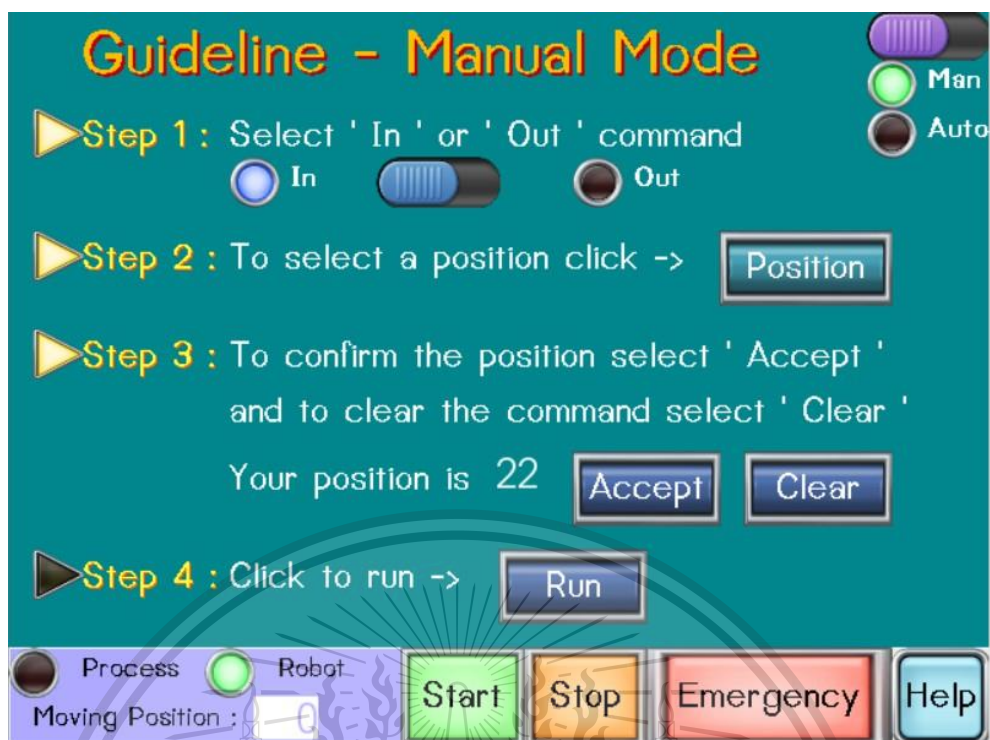 Guideline - Manual Mode
Man
Auto
Step 1 : Select ' In ' or ' Out ' command
In Out
Step 2 : To select a position click -> Position
Step 3 : To confirm the position select ' Accept '
and to clear the command select ' Clear '
Your position is 22 Accept Clear
Step 4 : Click to run -> Run
Process Robot
Moving Position : 0
Start Stop Emergency Help